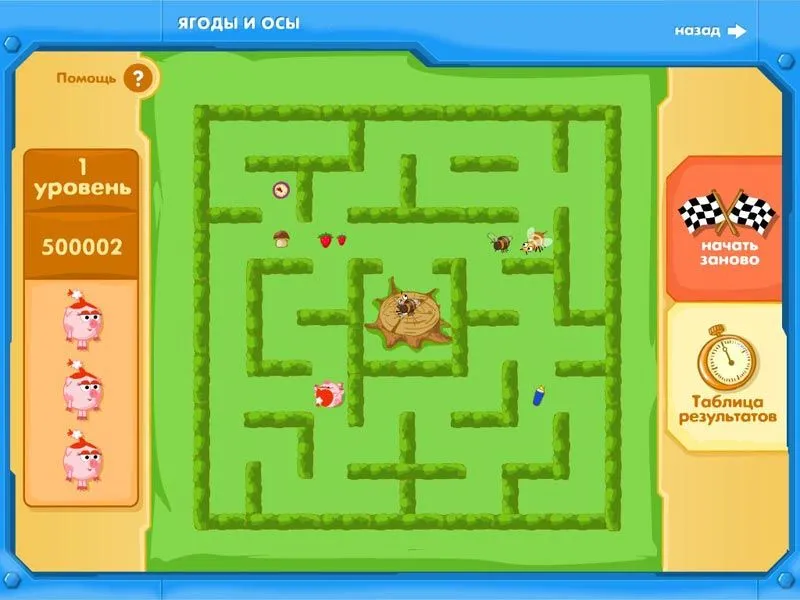 ЯГОДЫ И ОСЫ
назад
Помощь ?
1
уровень
500002
начать
заново
Таблица
результатов